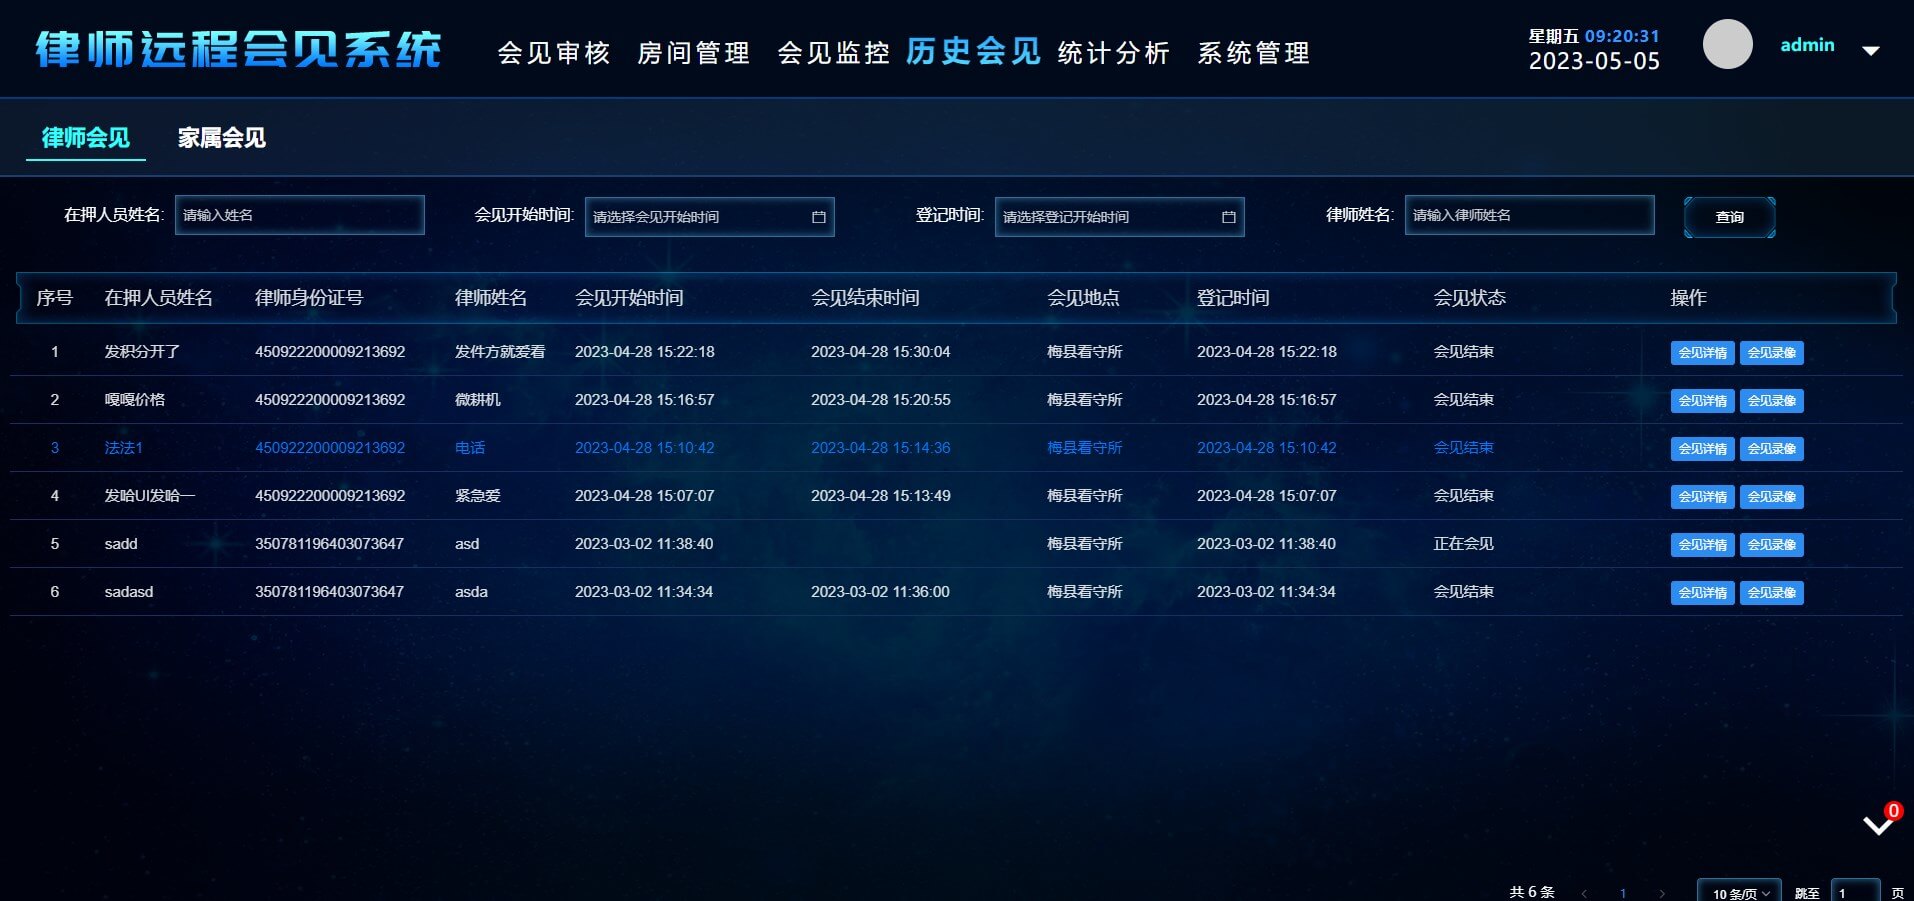 律师远程会见系统 会见审核 房间管理 会见监控 历史会见 统计分析 系统管理 星期五 09:20:31 admin
2023-05-05
律师会见 家属会见
在押人员姓名: 请输入姓名 会见开始时间: 请选择会见开始时间 登记时间: 请选择登记开始时间 律师姓名: 请输入律师姓名 查询
序号 在押人员姓名 律师身份证号 律师姓名 会见开始时间 会见结束时间 会见地点 登记时间 会见状态 操作
1 发积分开了 450922200009213692 发件方就爱看 2023-04-28 15:22:18 2023-04-28 15:30:04 梅县看守所 2023-04-28 15:22:18 会见结束 会见详情 会见录像
2 嘎嘎价格 450922200009213692 微耕机 2023-04-28 15:16:57 2023-04-28 15:20:55 梅县看守所 2023-04-28 15:16:57 会见结束 会见详情 会见录像
3 法法1 450922200009213692 电话 2023-04-28 15:10:42 2023-04-28 15:14:36 梅县看守所 2023-04-28 15:10:42 会见结束 会见详情 会见录像
4 发哈UI发哈一 450922200009213692 紧急爱 2023-04-28 15:07:07 2023-04-28 15:13:49 梅县看守所 2023-04-28 15:07:07 会见结束 会见详情 会见录像
5 sadd 350781196403073647 asd 2023-03-02 11:38:40 梅县看守所 2023-03-02 11:38:40 正在会见 会见详情 会见录像
6 sadasd 350781196403073647 asda 2023-03-02 11:34:34 2023-03-02 11:36:00 梅县看守所 2023-03-02 11:34:34 会见结束 会见详情 会见录像
0
共 6 条 1 10 条/页 跳至 1 页